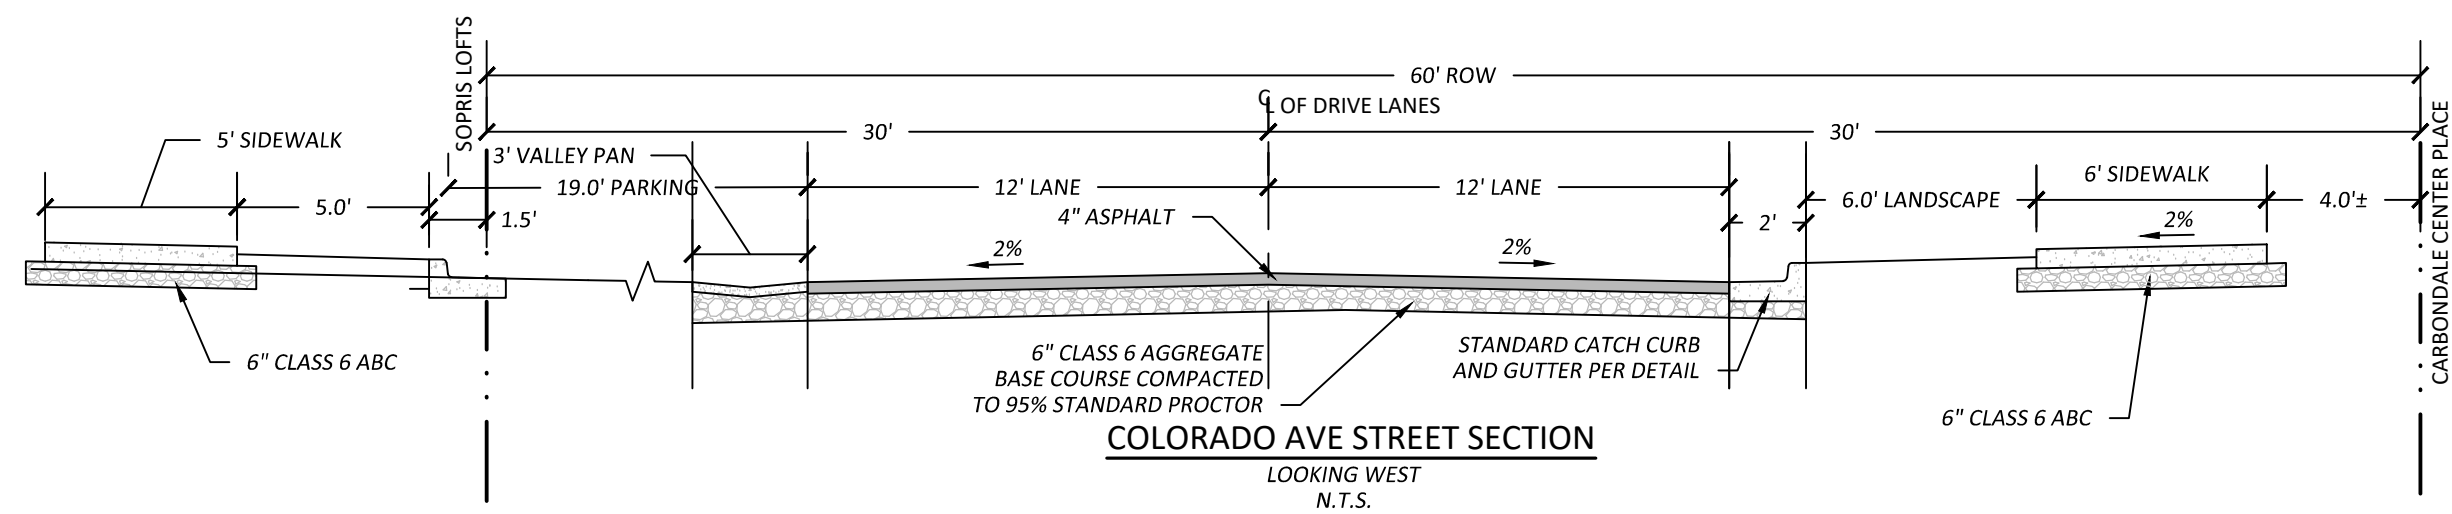 SOPRIS LOFTS
60' ROW
CL OF DRIVE LANES
CARBONDALE CENTER PLACE
30'
30'
5' SIDEWALK
3' VALLEY PAN
19.0' PARKING
12' LANE
12' LANE
6.0' LANDSCAPE
6' SIDEWALK
4.0'±
5.0'
1.5'
4" ASPHALT
2'
2%
2%
2%
6" CLASS 6 ABC
6" CLASS 6 AGGREGATE
BASE COURSE COMPACTED
TO 95% STANDARD PROCTOR
STANDARD CATCH CURB
AND GUTTER PER DETAIL
6" CLASS 6 ABC
COLORADO AVE STREET SECTION
LOOKING WEST
N.T.S.